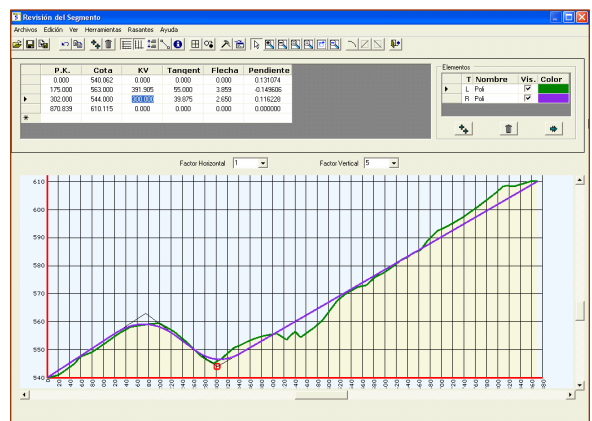 Revisión del Segmento
Archivos Edición Ver Herramientas Rasantes Ayuda
P.K. Cota KV Tangent Flecha Pendiente
0.000 540.062 0.000 0.000 0.000 0.131074
175.000 563.000 391.905 55.000 3.859 -0.149606
302.000 544.000 300.000 39.875 2.650 0.116228
870.839 610.115 0.000 0.000 0.000 0.000000
Elementos
T Nombre Vis. Color
L Poli
R Poli
Factor Horizontal 1 Factor Vertical 5
610
600
590
580
570
560
550
540